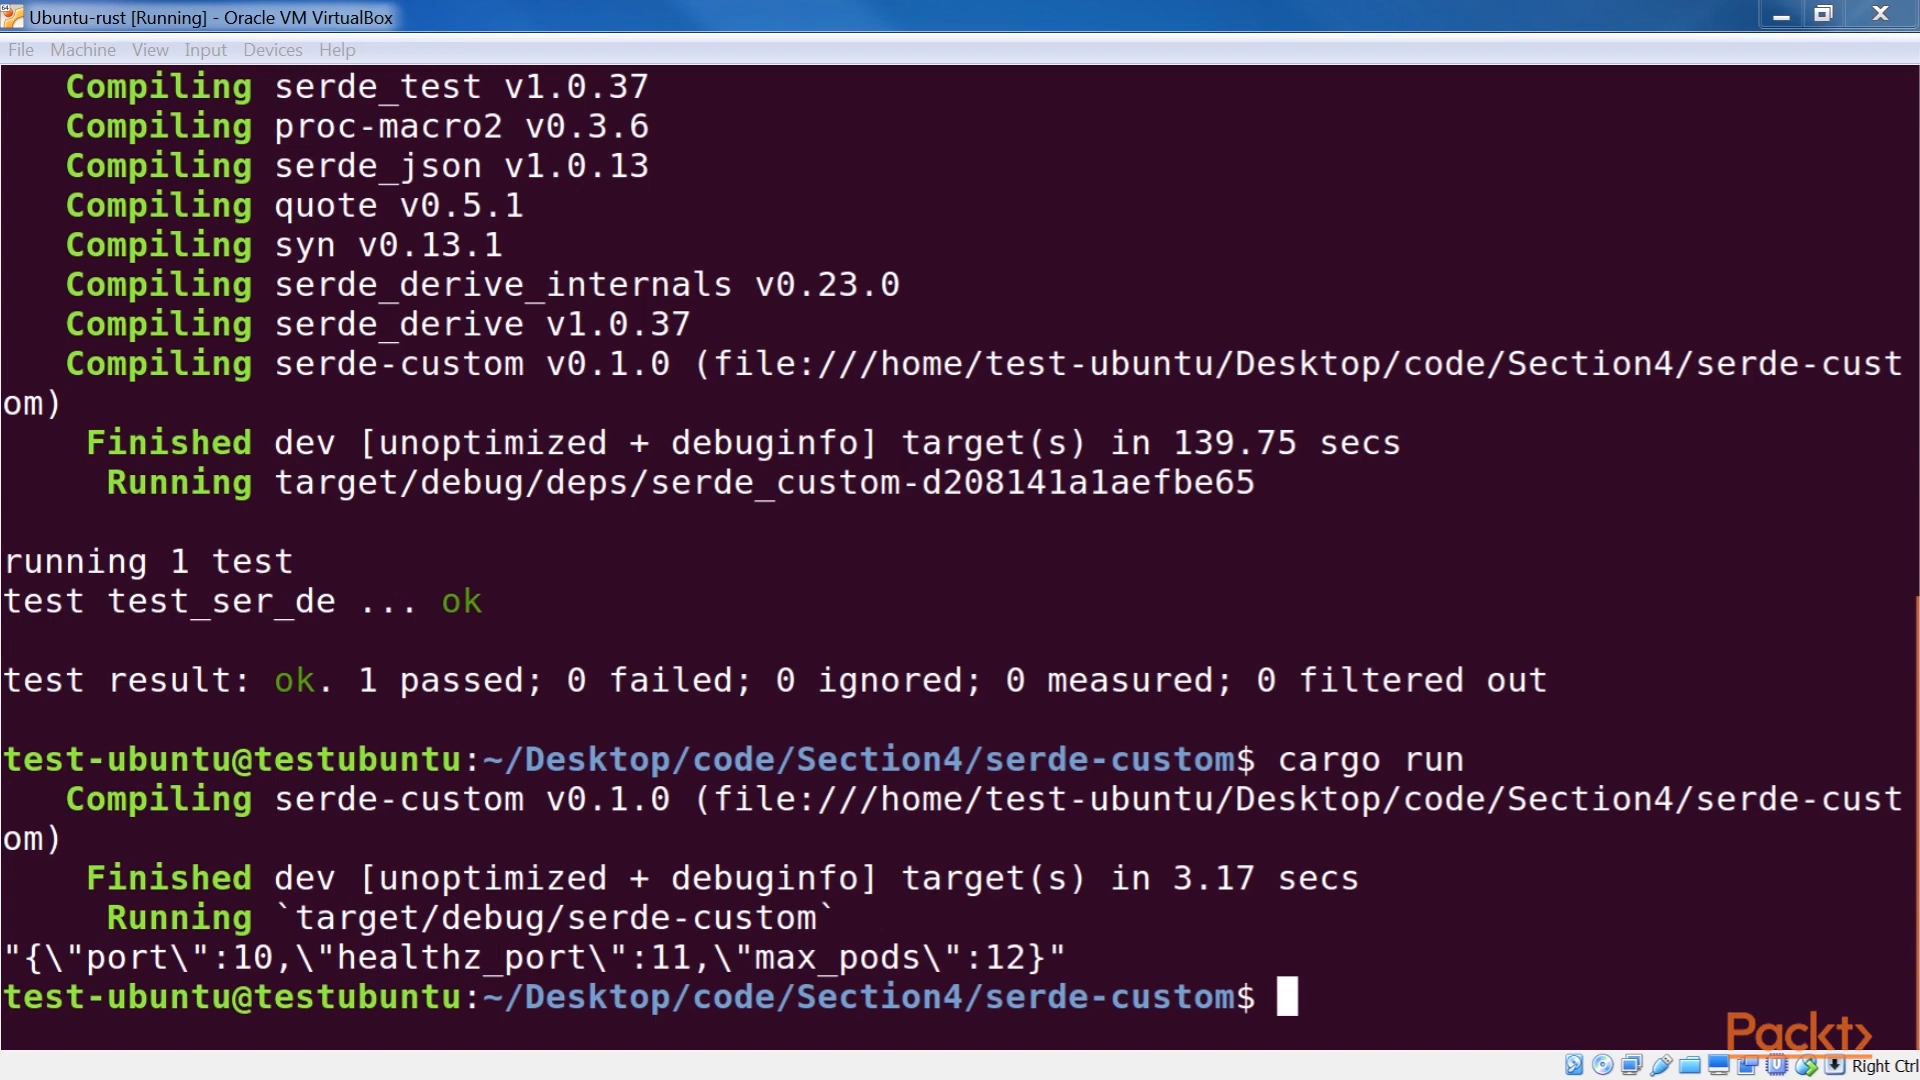 Ubuntu-rust [Running] - Oracle VM VirtualBox
File Machine View Input Devices Help
Compiling serde_test v1.0.37
Compiling proc-macro2 v0.3.6
Compiling serde_json v1.0.13
Compiling quote v0.5.1
Compiling syn v0.13.1
Compiling serde_derive_internals v0.23.0
Compiling serde_derive v1.0.37
Compiling serde-custom v0.1.0 (file:///home/test-ubuntu/Desktop/code/Section4/serde-cust
om)
Finished dev [unoptimized + debuginfo] target(s) in 139.75 secs
Running target/debug/deps/serde_custom-d208141a1aefbe65
running 1 test
test test_ser_de ... ok
test result: ok. 1 passed; 0 failed; 0 ignored; 0 measured; 0 filtered out
test-ubuntu@testubuntu:~/Desktop/code/Section4/serde-custom$ cargo run
Compiling serde-custom v0.1.0 (file:///home/test-ubuntu/Desktop/code/Section4/serde-cust
om)
Finished dev [unoptimized + debuginfo] target(s) in 3.17 secs
Running `target/debug/serde-custom`
"{\"port\":10,\"healthz_port\":11,\"max_pods\":12}"
test-ubuntu@testubuntu:~/Desktop/code/Section4/serde-custom$
Packt>
Right Ctrl